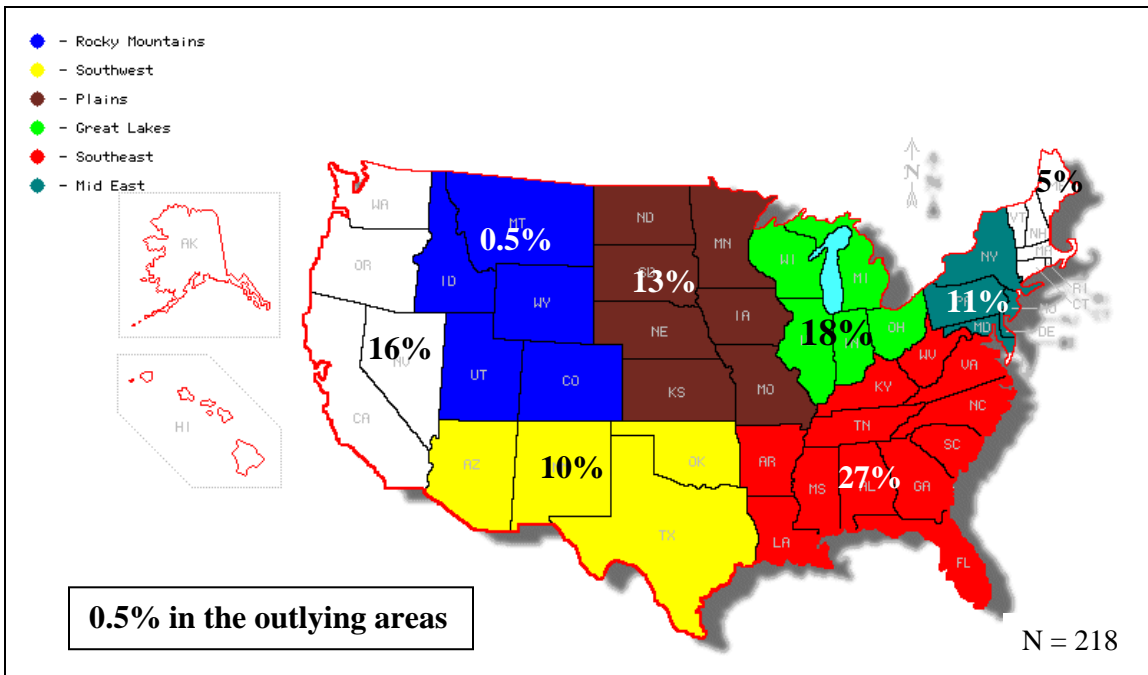 - Rocky Mountains
- Southwest
- Plains
- Great Lakes
- Southeast
- Mid East
N
5%
WA
MT
ND
MN
VT
NH
AK
0.5%
WI
MI
NY
MA
OR
ID
13%
RI
CT
WY
IA
11%
16%
NE
18%
OH
MD
DE
UT
CO
KS
MO
WV
VA
CA
KY
HI
NC
TN
AZ
10%
OK
AR
SC
27%
MS
AL
GA
TX
LA
FL
0.5% in the outlying areas
N = 218